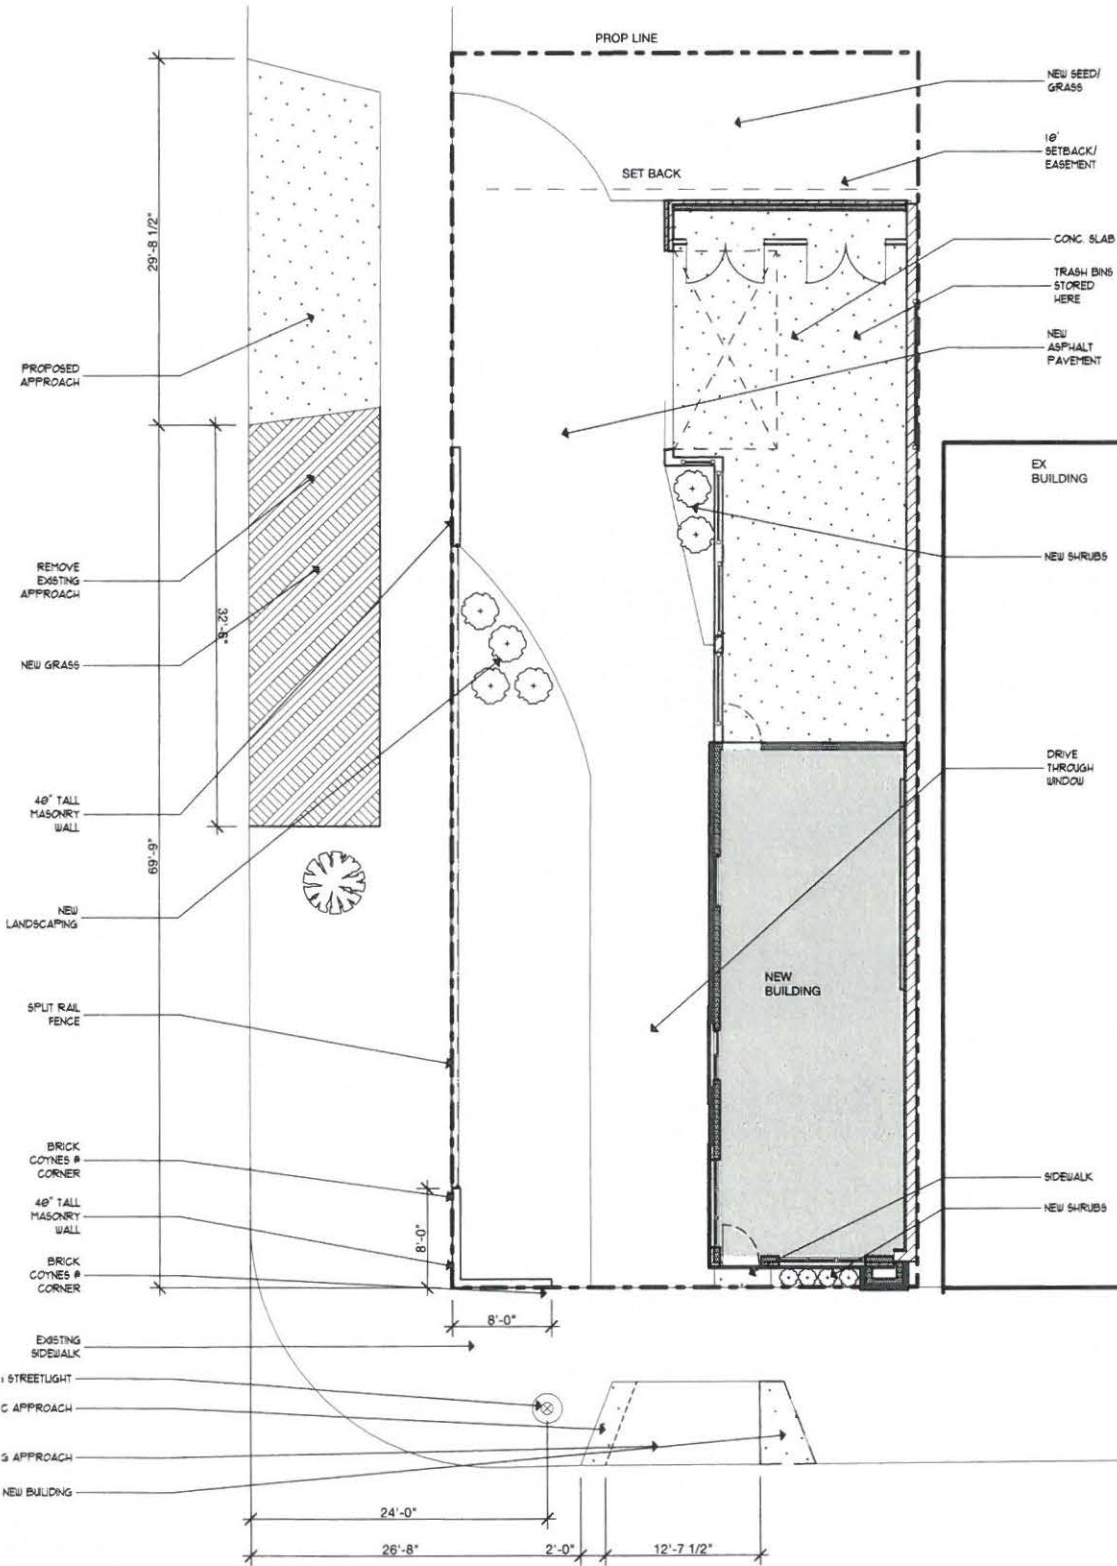 PROP LINE
NEW SEED/
GRASS
10'
SETBACK/
EASEMENT
SET BACK
29'-8 1/2"
CONC. SLAB
TRASH BINS
STORED
HERE
NEW
ASPHALT
PAVEMENT
PROPOSED
APPROACH
EX
BUILDING
REMOVE
EXISTING
APPROACH
NEW SHRUBS
32'-6"
NEW GRASS
DRIVE
THROUGH
WINDOW
40" TALL
MASONRY
WALL
69'-9"
NEW
LANDSCAPING
NEW
BUILDING
SPLIT RAIL
FENCE
BRICK
COYNES @
CORNER
SIDEWALK
40" TALL
MASONRY
WALL
NEW SHRUBS
8'-0"
BRICK
COYNES @
CORNER
8'-0"
EXISTING
SIDEWALK
STREETLIGHT
C APPROACH
G APPROACH
NEW BUILIDING
24'-0"
26'-8"
2'-0"
12'-7 1/2"